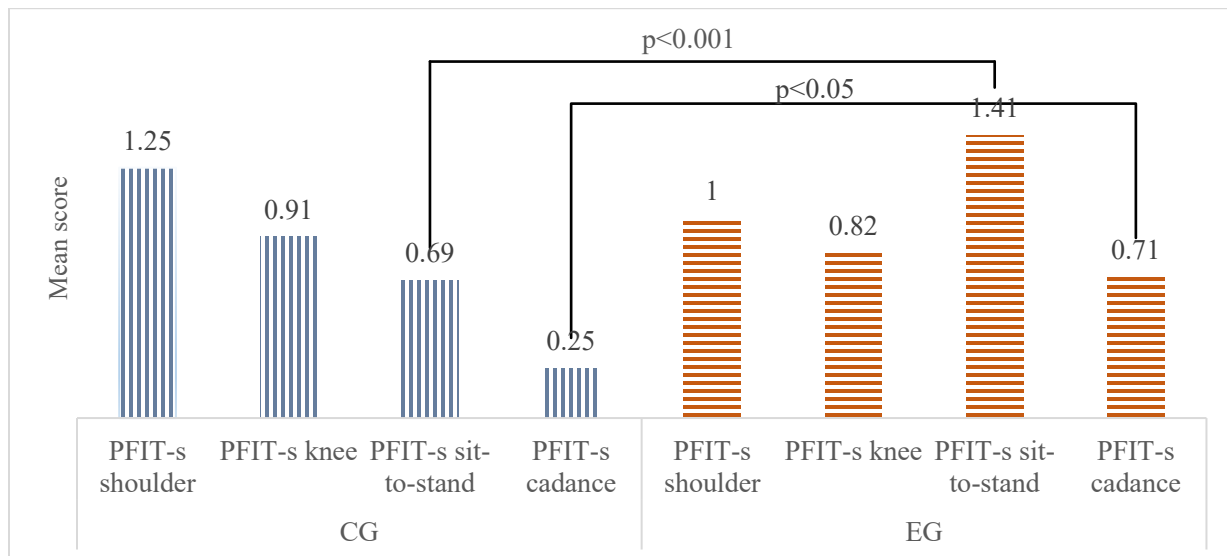 p<0.001
p<0.05
1.41
1.25
1
0.91
0.82
0.69
0.71
0.25
Mean score
PFIT-s
shoulder
PFIT-s knee
PFIT-s sit-
to-stand
PFIT-s
cadance
PFIT-s
shoulder
PFIT-s knee
PFIT-s sit-
to-stand
PFIT-s
cadance
CG
EG